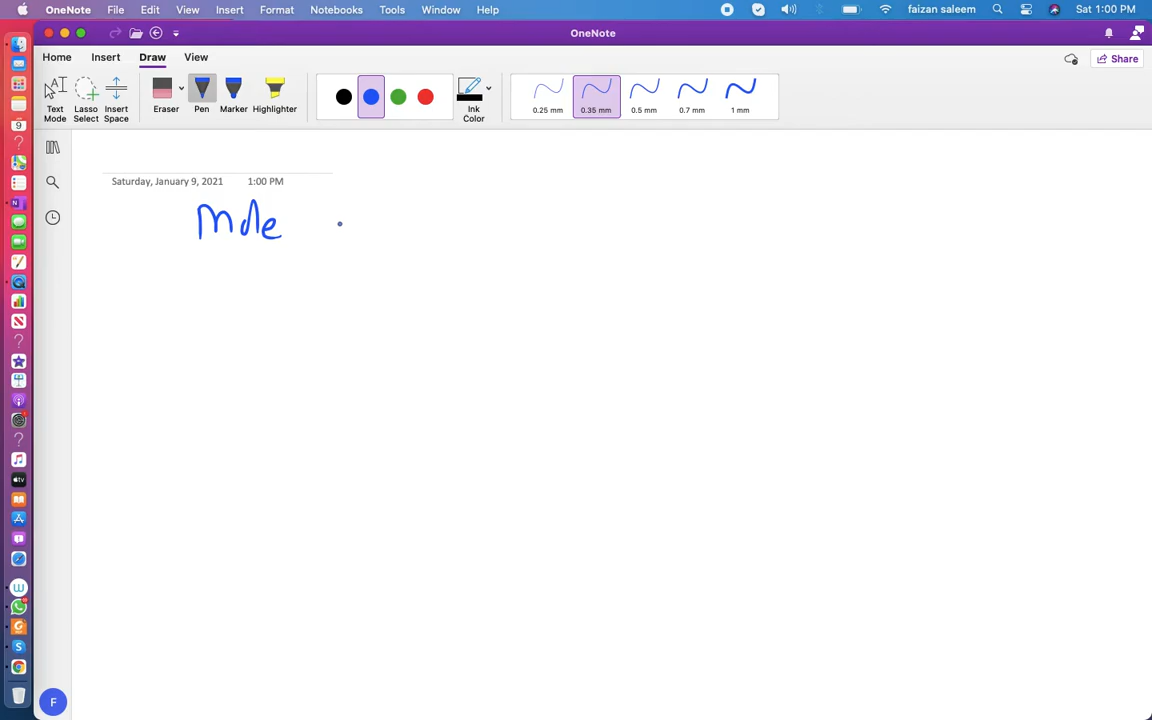 OneNote File Edit View Insert Format Notebooks Tools Window Help faizan saleem Sat 1:00 PM
OneNote
Home Insert Draw View Share
Text Mode Lasso Select Insert Space Eraser Pen Marker Highlighter Ink Color 0.25 mm 0.35 mm 0.5 mm 0.7 mm 1 mm
Saturday, January 9, 2021 1:00 PM
Mole
F